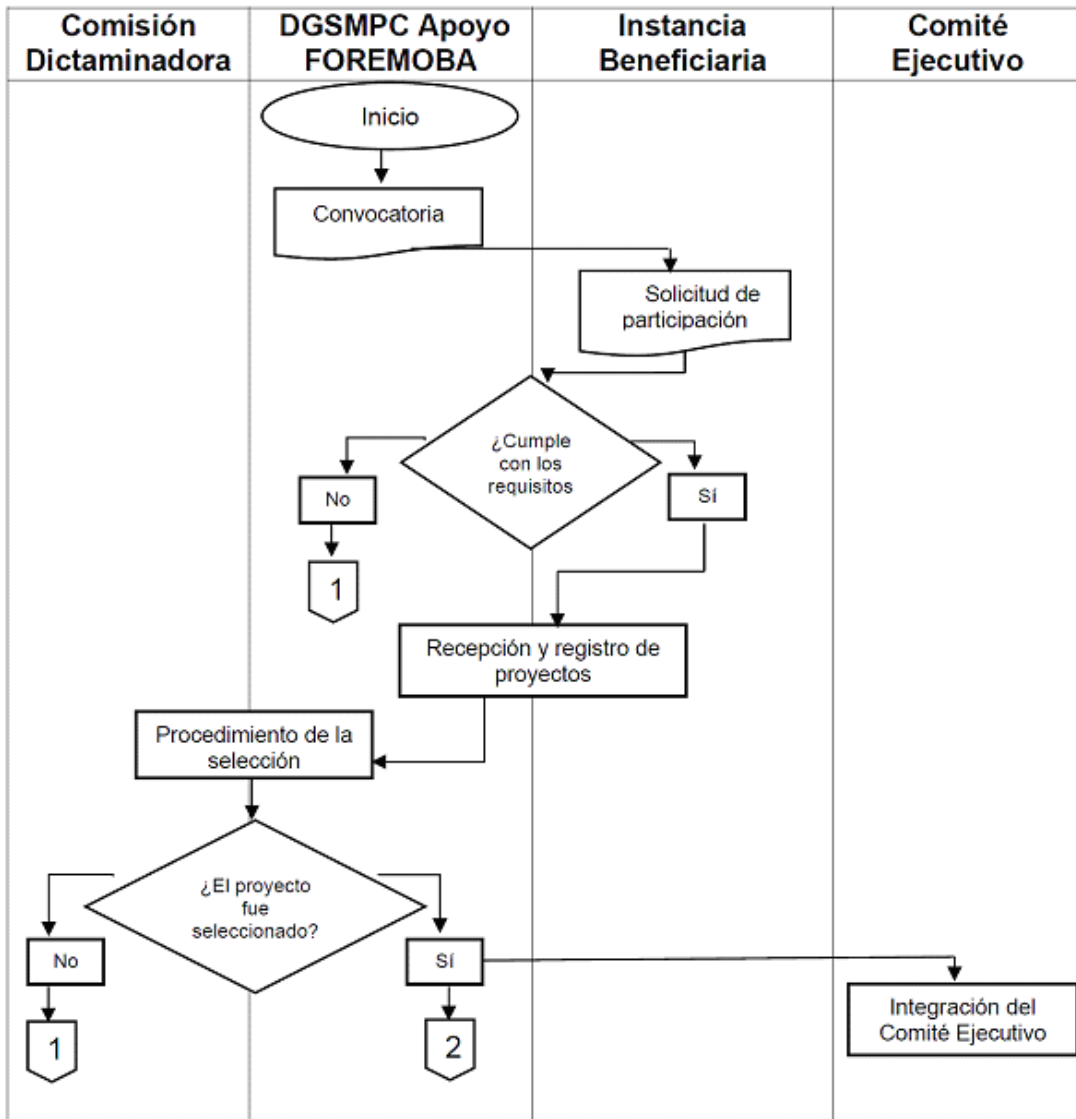 Comisión
Dictaminadora
DGSMPC Apoyo
FOREMOBA
Instancia
Beneficiaria
Comité
Ejecutivo
Inicio
Convocatoria
Solicitud de
participación
¿Cumple
con los
requisitos
No
Sí
1
Recepción y registro de
proyectos
Procedimiento de la
selección
¿El proyecto
fue
seleccionado?
No
Sí
Integración del
Comité Ejecutivo
1
2